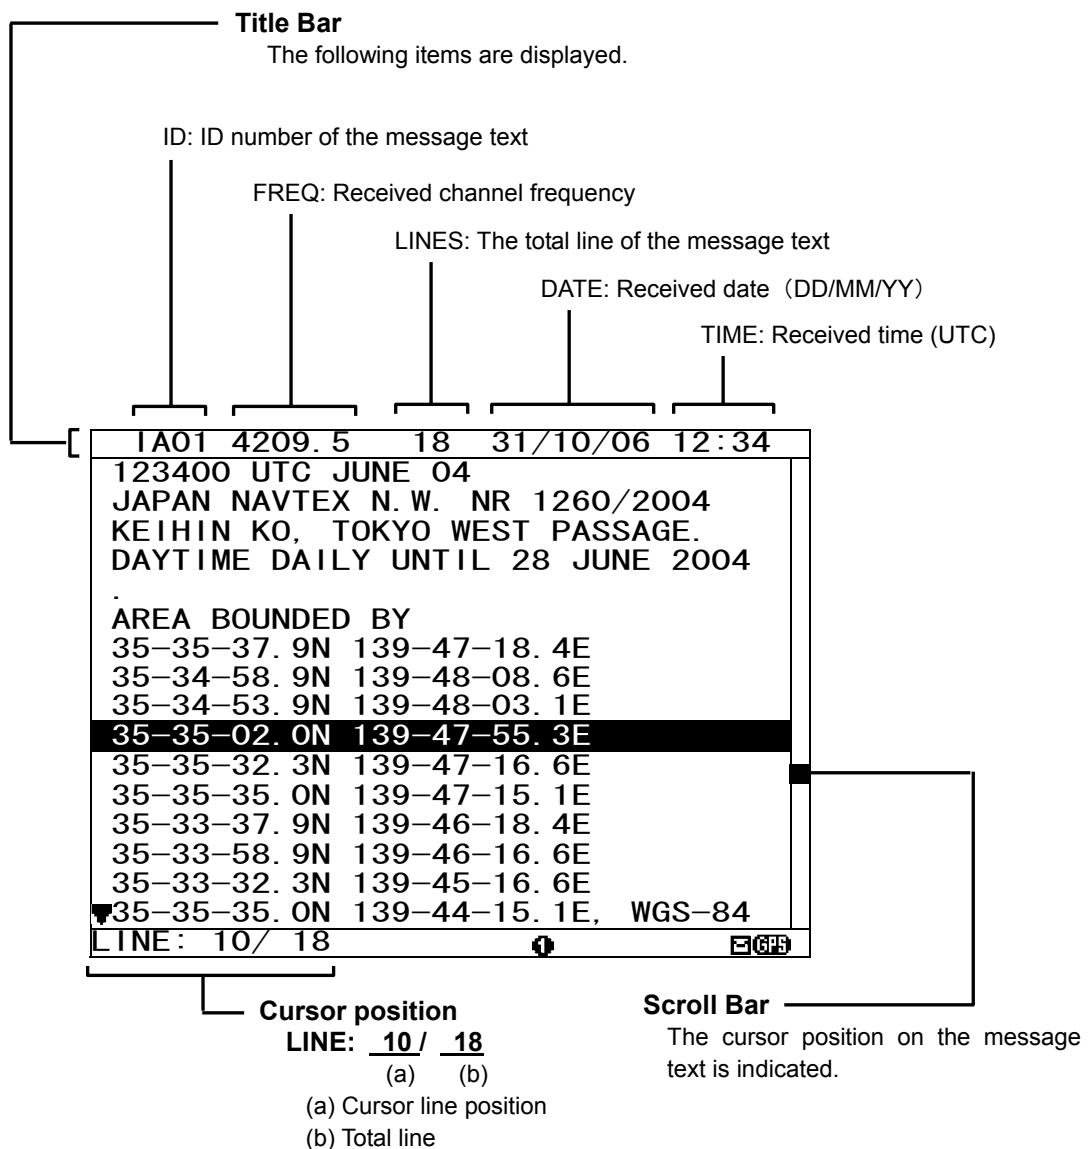 Title Bar
The following items are displayed.
ID: ID number of the message text
FREQ: Received channel frequency
LINES: The total line of the message text
DATE: Received date（DD/MM/YY）
TIME: Received time (UTC)
IA01 4209.5 18 31/10/06 12:34
123400 UTC JUNE 04
JAPAN NAVTEX N.W. NR 1260/2004
KEIHIN KO, TOKYO WEST PASSAGE.
DAYTIME DAILY UNTIL 28 JUNE 2004
.
AREA BOUNDED BY
35-35-37.9N 139-47-18.4E
35-34-58.9N 139-48-08.6E
35-34-53.9N 139-48-03.1E
35-35-02.0N 139-47-55.3E
35-35-32.3N 139-47-16.6E
35-35-35.0N 139-47-15.1E
35-33-37.9N 139-46-18.4E
35-33-58.9N 139-46-16.6E
35-33-32.3N 139-45-16.6E
35-35-35.0N 139-44-15.1E, WGS-84
LINE: 10/ 18 1 GPS
Cursor position
LINE: 10 / 18
(a) (b)
(a) Cursor line position
(b) Total line
Scroll Bar
The cursor position on the message
text is indicated.